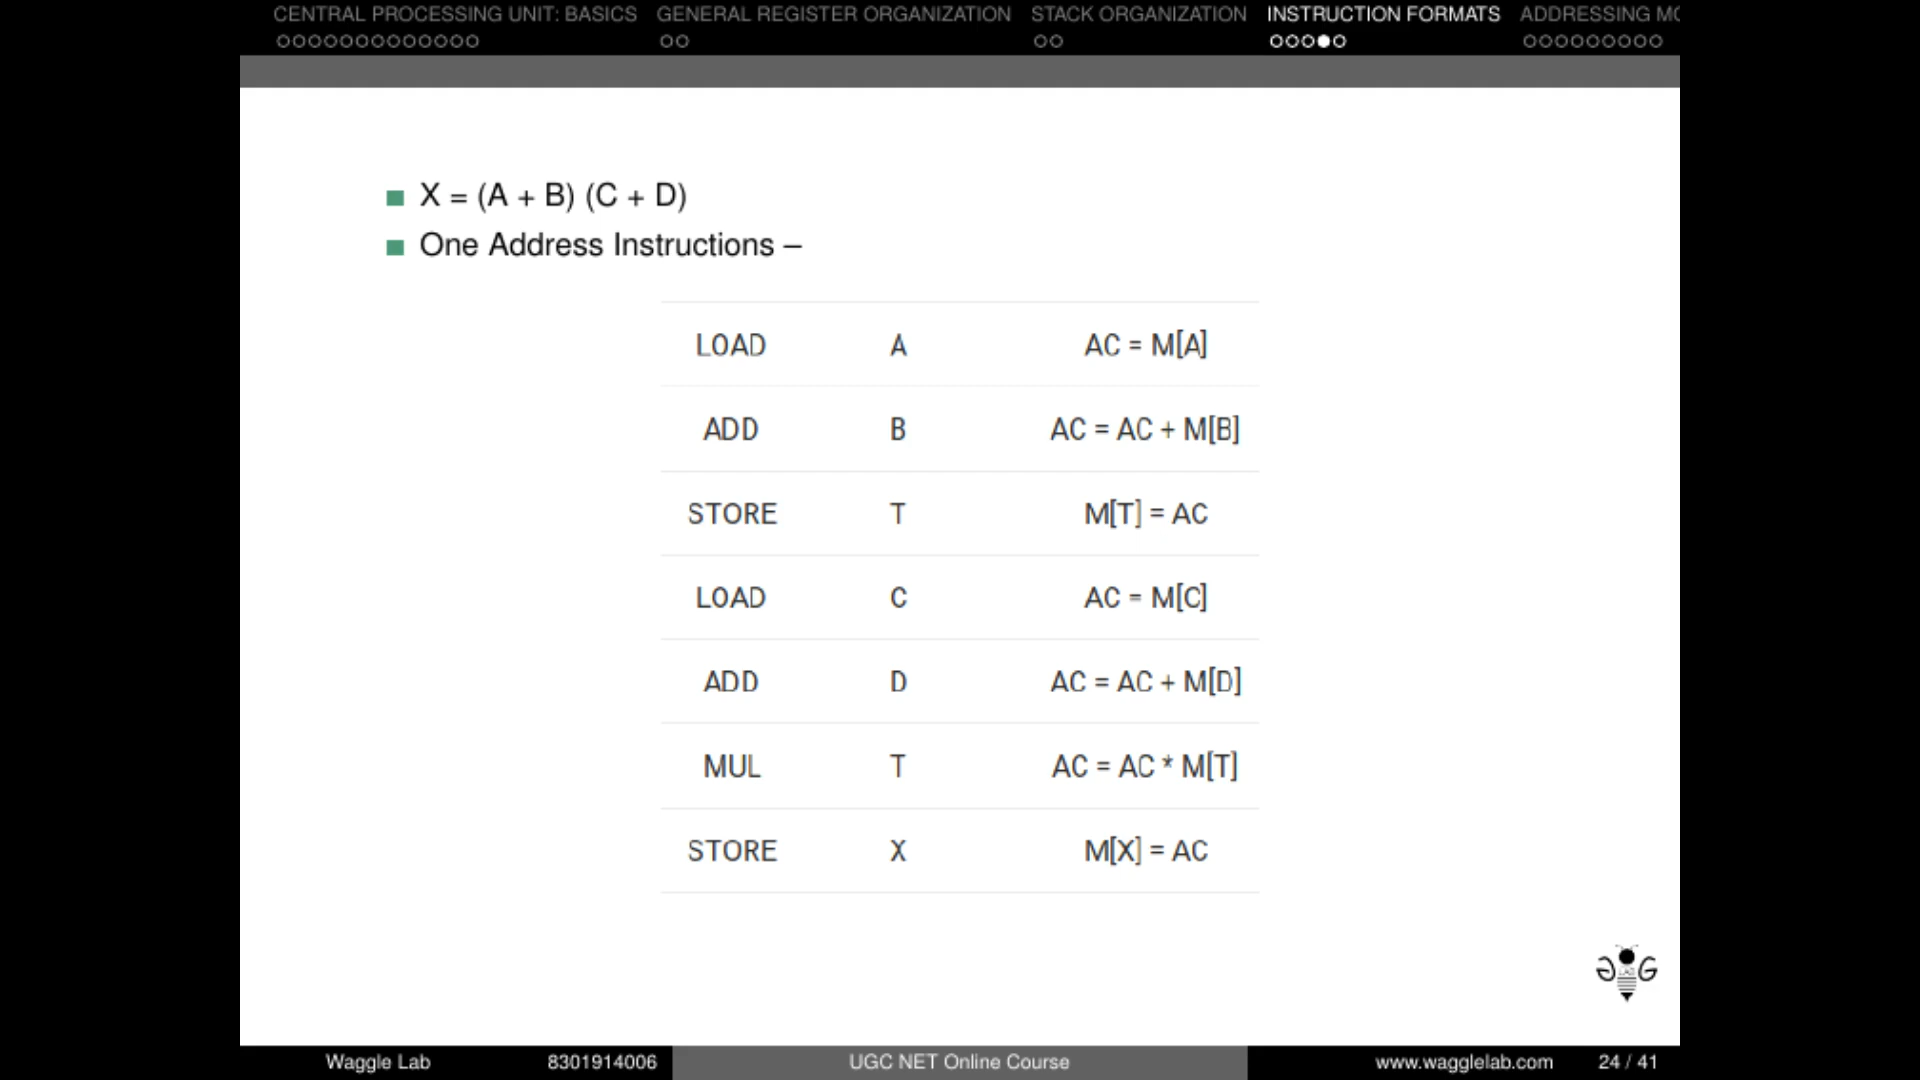 CENTRAL PROCESSING UNIT: BASICS GENERAL REGISTER ORGANIZATION STACK ORGANIZATION INSTRUCTION FORMATS ADDRESSING MO
X = (A + B) (C + D)
One Address Instructions –
LOAD A AC = M[A]
ADD B AC = AC + M[B]
STORE T M[T] = AC
LOAD C AC = M[C]
ADD D AC = AC + M[D]
MUL T AC = AC * M[T]
STORE X M[X] = AC
Waggle Lab 8301914006 UGC NET Online Course www.wagglelab.com 24 / 41